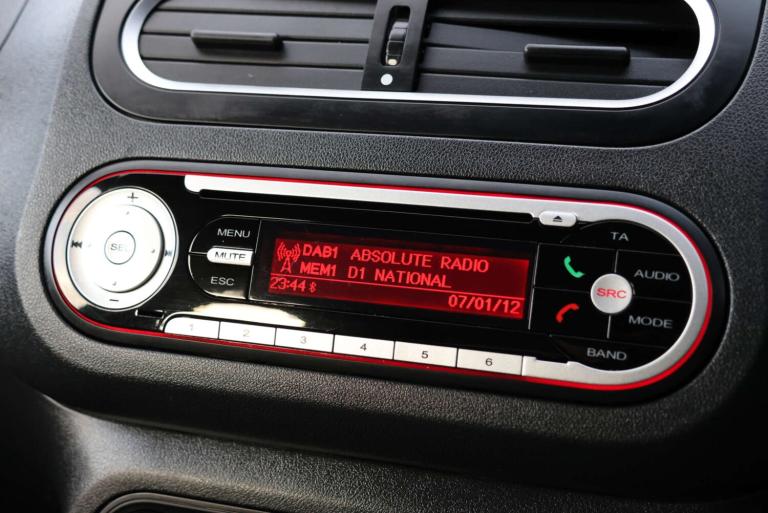 SEL
MENU
MUTE
ESC
DAB1 ABSOLUTE RADIO
MEM1 D1 NATIONAL
23:44
07/01/12
TA
AUDIO
SRC
MODE
BAND
1 2 3 4 5 6